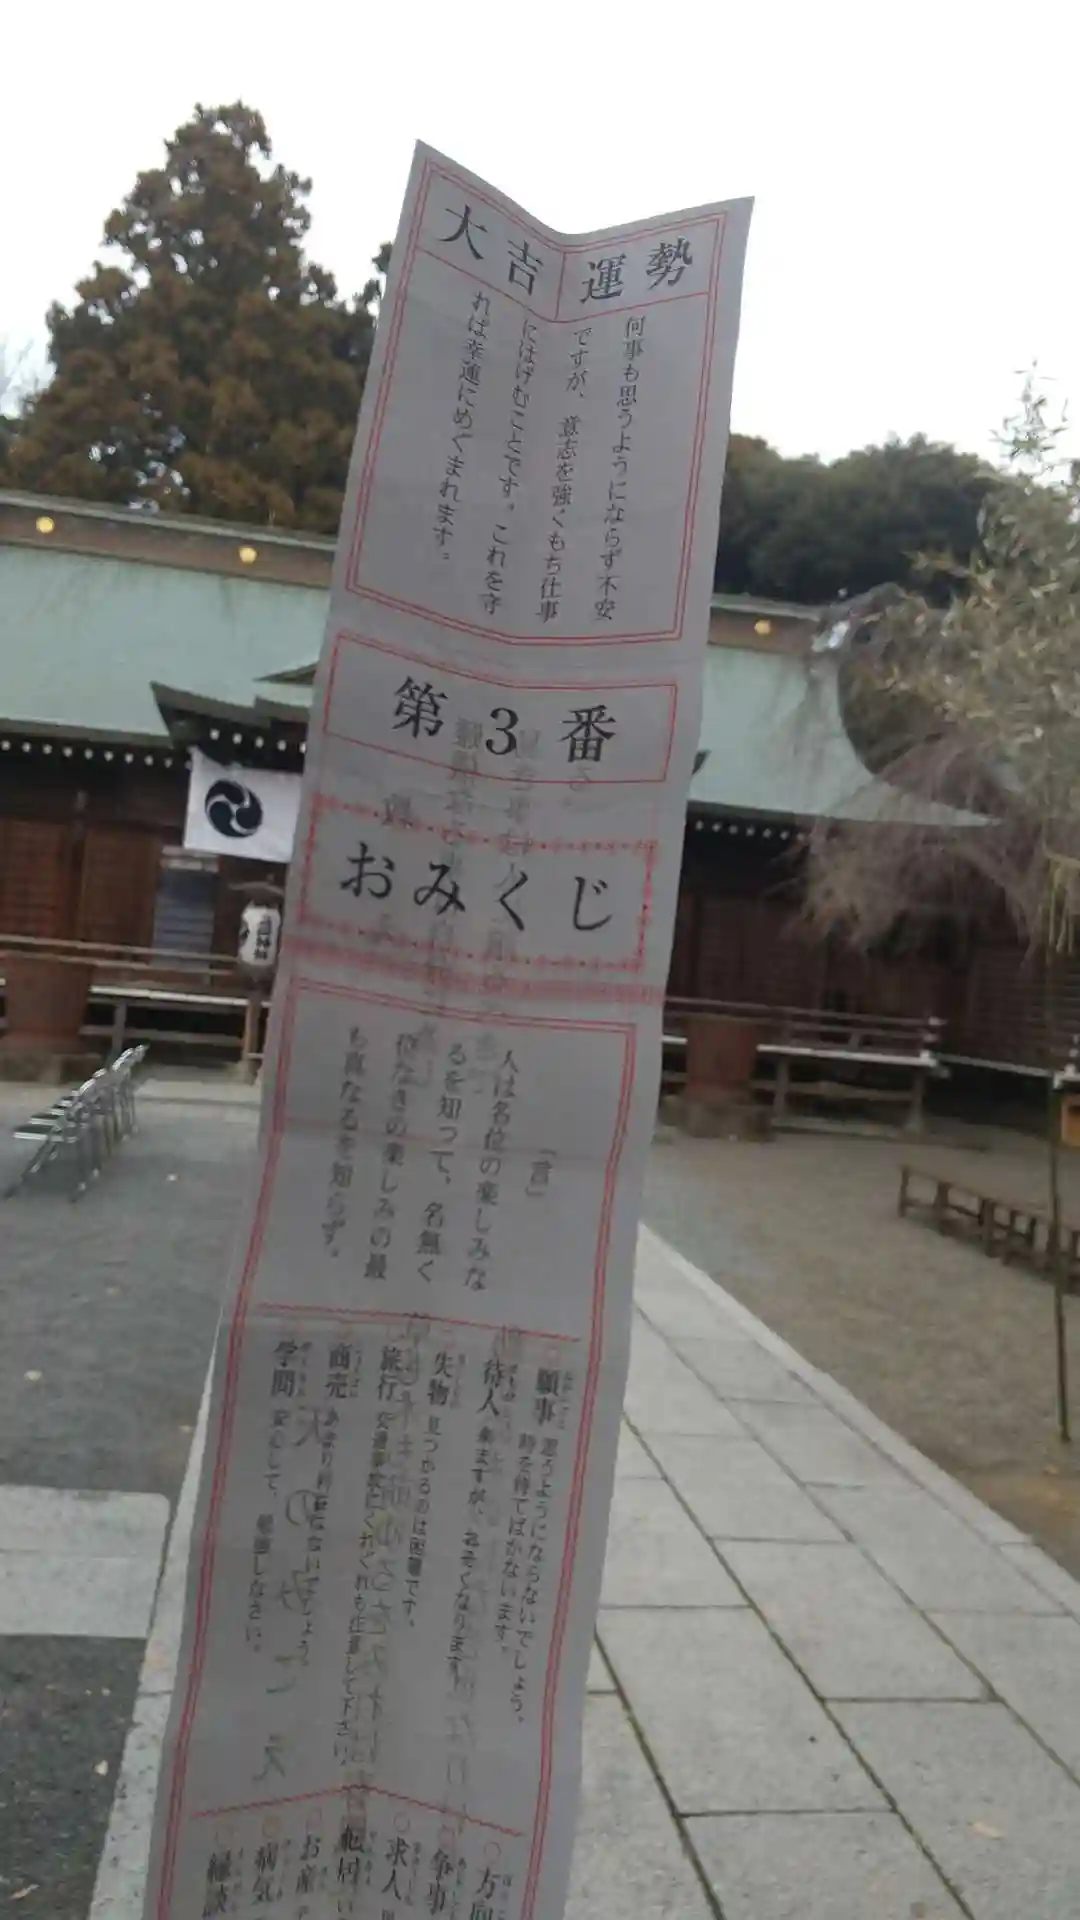 大吉 運勢
何事も思うようにならず不安
ですが、意志を強くもち仕事
にはげむことです。これを守
れば幸運にめぐまれます。
第3番
おみくじ
「言」
人は名位の楽しみな
るを知って、名無く
位なきの楽しみの最
も真なるを知らず。
願事 思うようにならないでしょう。
時を待てばかないます。
待人 来ますが、おそくなります。
失物 見つかるのは困難です。
旅行 交通事故にくれぐれも注意して下さい。
商売 あまり利益はないでしょう。
学問 安心して、勉強しなさい。
方向
争事
求人
転居
お産
病気
縁談